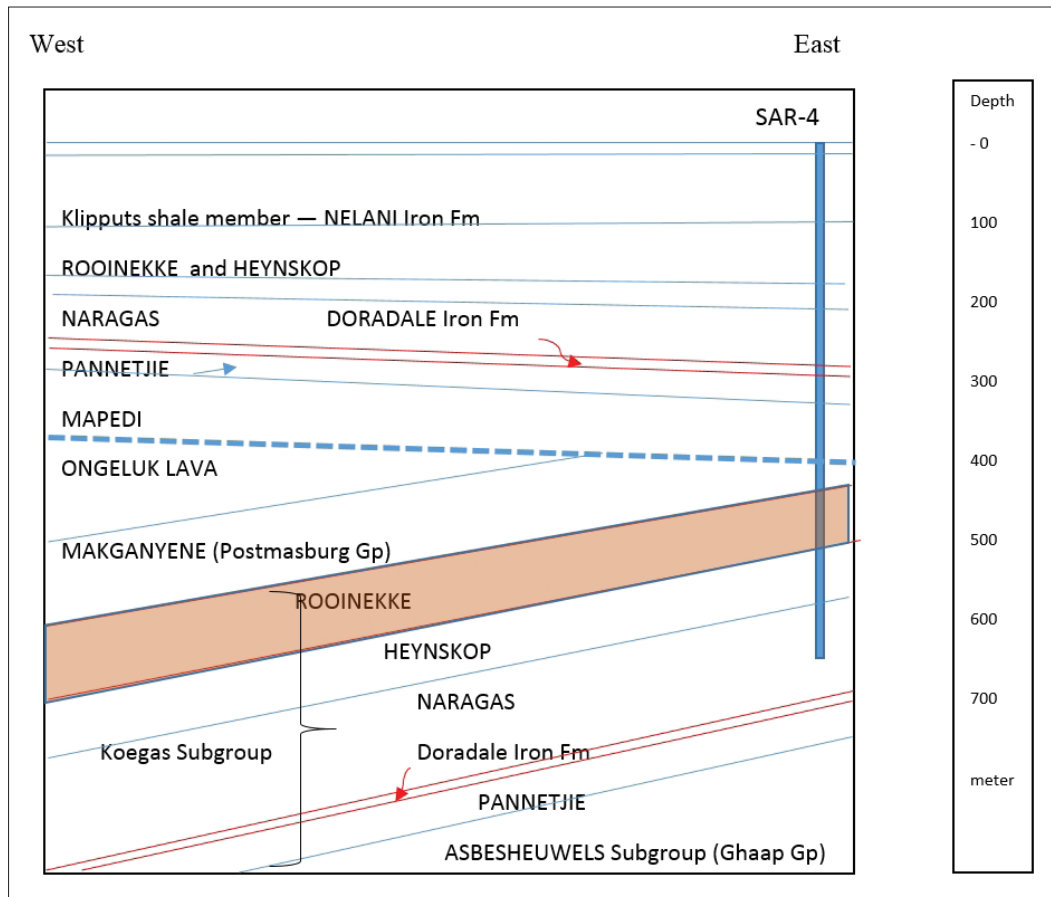 West
East
Depth
SAR-4
- 0
Klipputs shale member — NELANI Iron Fm
100
ROOINEKKE and HEYNSKOP
200
NARAGAS
DORADALE Iron Fm
PANNETJIE
300
MAPEDI
ONGELUK LAVA
400
MAKGANYENE (Postmasburg Gp)
500
ROOINEKKE
600
HEYNSKOP
NARAGAS
700
Koegas Subgroup
Doradale Iron Fm
meter
PANNETJIE
ASBESHEUWELS Subgroup (Ghaap Gp)